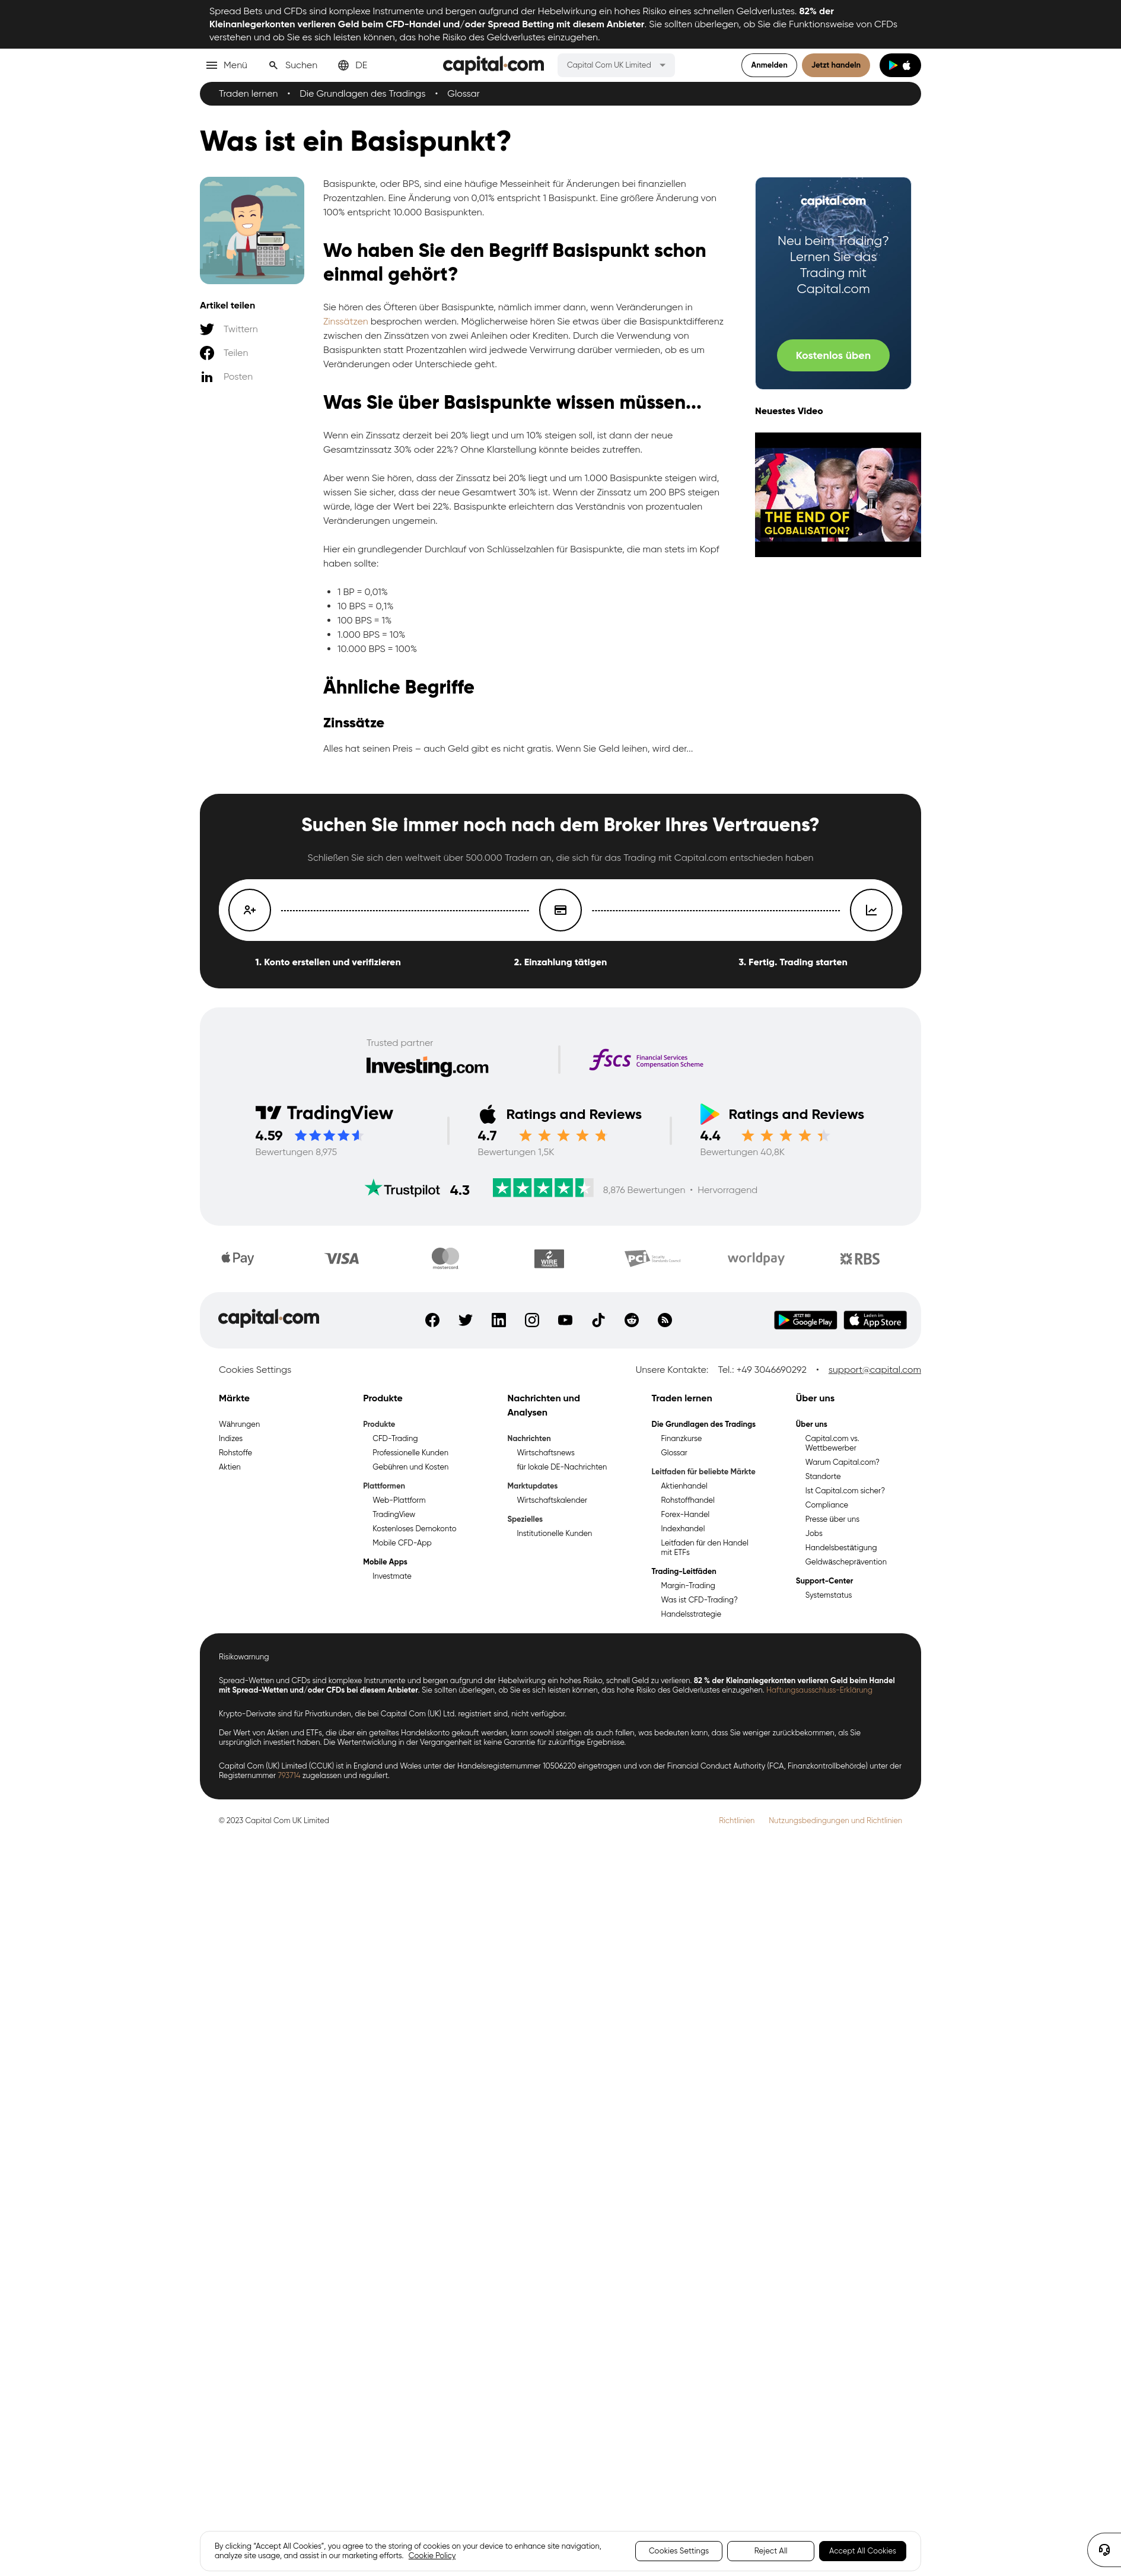 Spread Bets und CFDs sind komplexe Instrumente und bergen aufgrund der Hebelwirkung ein hohes Risiko eines schnellen Geldverlustes. 82% der
Kleinanlegerkonten verlieren Geld beim CFD-Handel und/oder Spread Betting mit diesem Anbieter. Sie sollten überlegen, ob Sie die Funktionsweise von CFDs
verstehen und ob Sie es sich leisten können, das hohe Risiko des Geldverlustes einzugehen.
Menü
Suchen
DE
capital.com
Capital Com UK Limited
Anmelden
Jetzt handeln
Traden lernen • Die Grundlagen des Tradings • Glossar
Was ist ein Basispunkt?
Artikel teilen
Twittern
Teilen
Posten
Basispunkte, oder BPS, sind eine häufige Messeinheit für Änderungen bei finanziellen
Prozentzahlen. Eine Änderung von 0,01% entspricht 1 Basispunkt. Eine größere Änderung von
100% entspricht 10.000 Basispunkten.
Wo haben Sie den Begriff Basispunkt schon
einmal gehört?
Sie hören des Öfteren über Basispunkte, nämlich immer dann, wenn Veränderungen in
Zinssätzen besprochen werden. Möglicherweise hören Sie etwas über die Basispunktdifferenz
zwischen den Zinssätzen von zwei Anleihen oder Krediten. Durch die Verwendung von
Basispunkten statt Prozentzahlen wird jedwede Verwirrung darüber vermieden, ob es um
Veränderungen oder Unterschiede geht.
Was Sie über Basispunkte wissen müssen...
Wenn ein Zinssatz derzeit bei 20% liegt und um 10% steigen soll, ist dann der neue
Gesamtzinssatz 30% oder 22%? Ohne Klarstellung könnte beides zutreffen.
Aber wenn Sie hören, dass der Zinssatz bei 20% liegt und um 1.000 Basispunkte steigen wird,
wissen Sie sicher, dass der neue Gesamtwert 30% ist. Wenn der Zinssatz um 200 BPS steigen
würde, läge der Wert bei 22%. Basispunkte erleichtern das Verständnis von prozentualen
Veränderungen ungemein.
Hier ein grundlegender Durchlauf von Schlüsselzahlen für Basispunkte, die man stets im Kopf
haben sollte:
• 1 BP = 0,01%
• 10 BPS = 0,1%
• 100 BPS = 1%
• 1.000 BPS = 10%
• 10.000 BPS = 100%
Ähnliche Begriffe
Zinssätze
Alles hat seinen Preis – auch Geld gibt es nicht gratis. Wenn Sie Geld leihen, wird der...
capital.com
Neu beim Trading?
Lernen Sie das
Trading mit
Capital.com
Kostenlos üben
Neuestes Video
THE END OF
GLOBALISATION?
Suchen Sie immer noch nach dem Broker Ihres Vertrauens?
Schließen Sie sich den weltweit über 500.000 Tradern an, die sich für das Trading mit Capital.com entschieden haben
1. Konto erstellen und verifizieren
2. Einzahlung tätigen
3. Fertig. Trading starten
Trusted partner
Investing.com
fscs Financial Services
Compensation Scheme
TradingView
4.59
Bewertungen 8,975
Ratings and Reviews
4.7
Bewertungen 1,5K
Ratings and Reviews
4.4
Bewertungen 40,8K
Trustpilot 4.3
8,876 Bewertungen • Hervorragend
Pay
VISA
mastercard
WIRE
PCI
worldpay
RBS
capital.com
JETZT BEI
Google Play
Laden im
App Store
Cookies Settings
Unsere Kontakte: Tel.: +49 3046690292 • support@capital.com
Märkte
Währungen
Indizes
Rohstoffe
Aktien
Produkte
Produkte
CFD-Trading
Professionelle Kunden
Gebühren und Kosten
Plattformen
Web-Plattform
TradingView
Kostenloses Demokonto
Mobile CFD-App
Mobile Apps
Investmate
Nachrichten und
Analysen
Nachrichten
Wirtschaftsnews
für lokale DE-Nachrichten
Marktupdates
Wirtschaftskalender
Spezielles
Institutionelle Kunden
Traden lernen
Die Grundlagen des Tradings
Finanzkurse
Glossar
Leitfaden für beliebte Märkte
Aktienhandel
Rohstoffhandel
Forex-Handel
Indexhandel
Leitfaden für den Handel
mit ETFs
Trading-Leitfäden
Margin-Trading
Was ist CFD-Trading?
Handelsstrategie
Über uns
Über uns
Capital.com vs.
Wettbewerber
Warum Capital.com?
Standorte
Ist Capital.com sicher?
Compliance
Presse über uns
Jobs
Handelsbestätigung
Geldwäscheprävention
Support-Center
Systemstatus
Risikowarnung
Spread-Wetten und CFDs sind komplexe Instrumente und bergen aufgrund der Hebelwirkung ein hohes Risiko, schnell Geld zu verlieren. 82 % der Kleinanlegerkonten verlieren Geld beim Handel
mit Spread-Wetten und/oder CFDs bei diesem Anbieter. Sie sollten überlegen, ob Sie es sich leisten können, das hohe Risiko des Geldverlustes einzugehen. Haftungsausschluss-Erklärung
Krypto-Derivate sind für Privatkunden, die bei Capital Com (UK) Ltd. registriert sind, nicht verfügbar.
Der Wert von Aktien und ETFs, die über ein geteiltes Handelskonto gekauft werden, kann sowohl steigen als auch fallen, was bedeuten kann, dass Sie weniger zurückbekommen, als Sie
ursprünglich investiert haben. Die Wertentwicklung in der Vergangenheit ist keine Garantie für zukünftige Ergebnisse.
Capital Com (UK) Limited (CCUK) ist in England und Wales unter der Handelsregisternummer 10506220 eingetragen und von der Financial Conduct Authority (FCA, Finanzkontrollbehörde) unter der
Registernummer 793714 zugelassen und reguliert.
© 2023 Capital Com UK Limited
Richtlinien
Nutzungsbedingungen und Richtlinien
By clicking "Accept All Cookies", you agree to the storing of cookies on your device to enhance site navigation,
analyze site usage, and assist in our marketing efforts. Cookie Policy
Cookies Settings
Reject All
Accept All Cookies